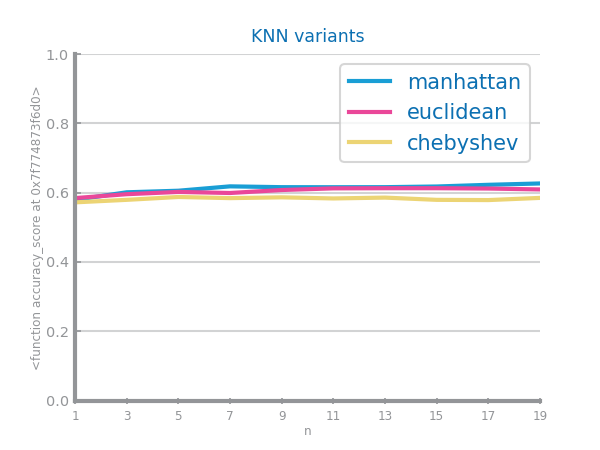 KNN variants
1.0
0.8
0.6
0.4
0.2
0.0
<function accuracy_score at 0x7f774873f6d0>
manhattan
euclidean
chebyshev
1 3 5 7 9 11 13 15 17 19
n